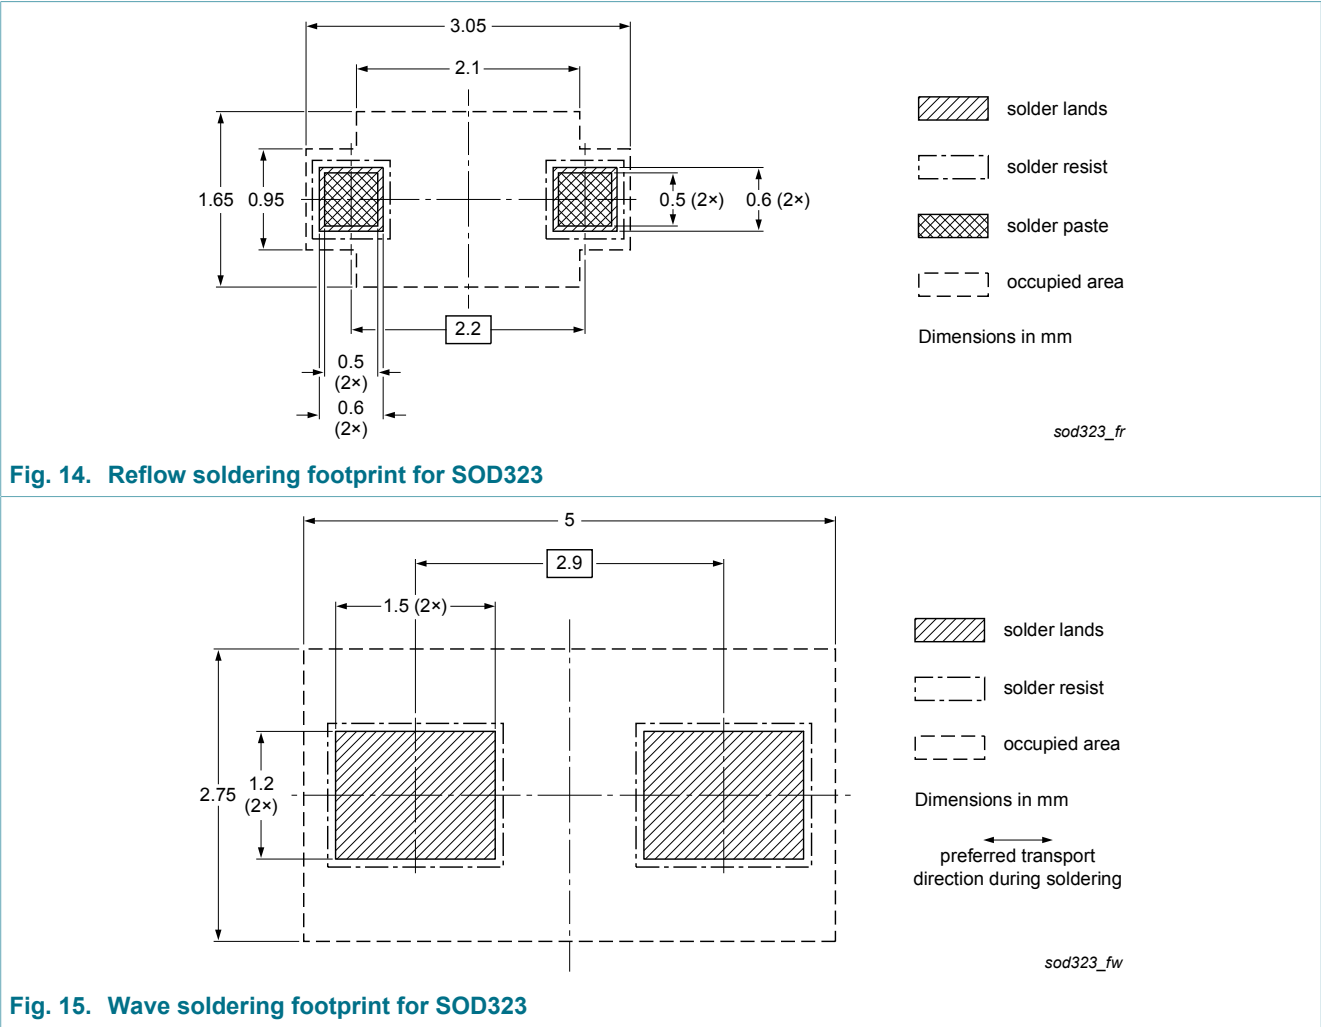 3.05
2.1
solder lands
solder resist
1.65 0.95 0.5 (2×) 0.6 (2×)
solder paste
occupied area
2.2
Dimensions in mm
0.5
(2×)
0.6
(2×)
sod323_fr
Fig. 14. Reflow soldering footprint for SOD323
5
2.9
1.5 (2×)
solder lands
solder resist
occupied area
2.75 1.2
(2×)
Dimensions in mm
preferred transport
direction during soldering
sod323_fw
Fig. 15. Wave soldering footprint for SOD323